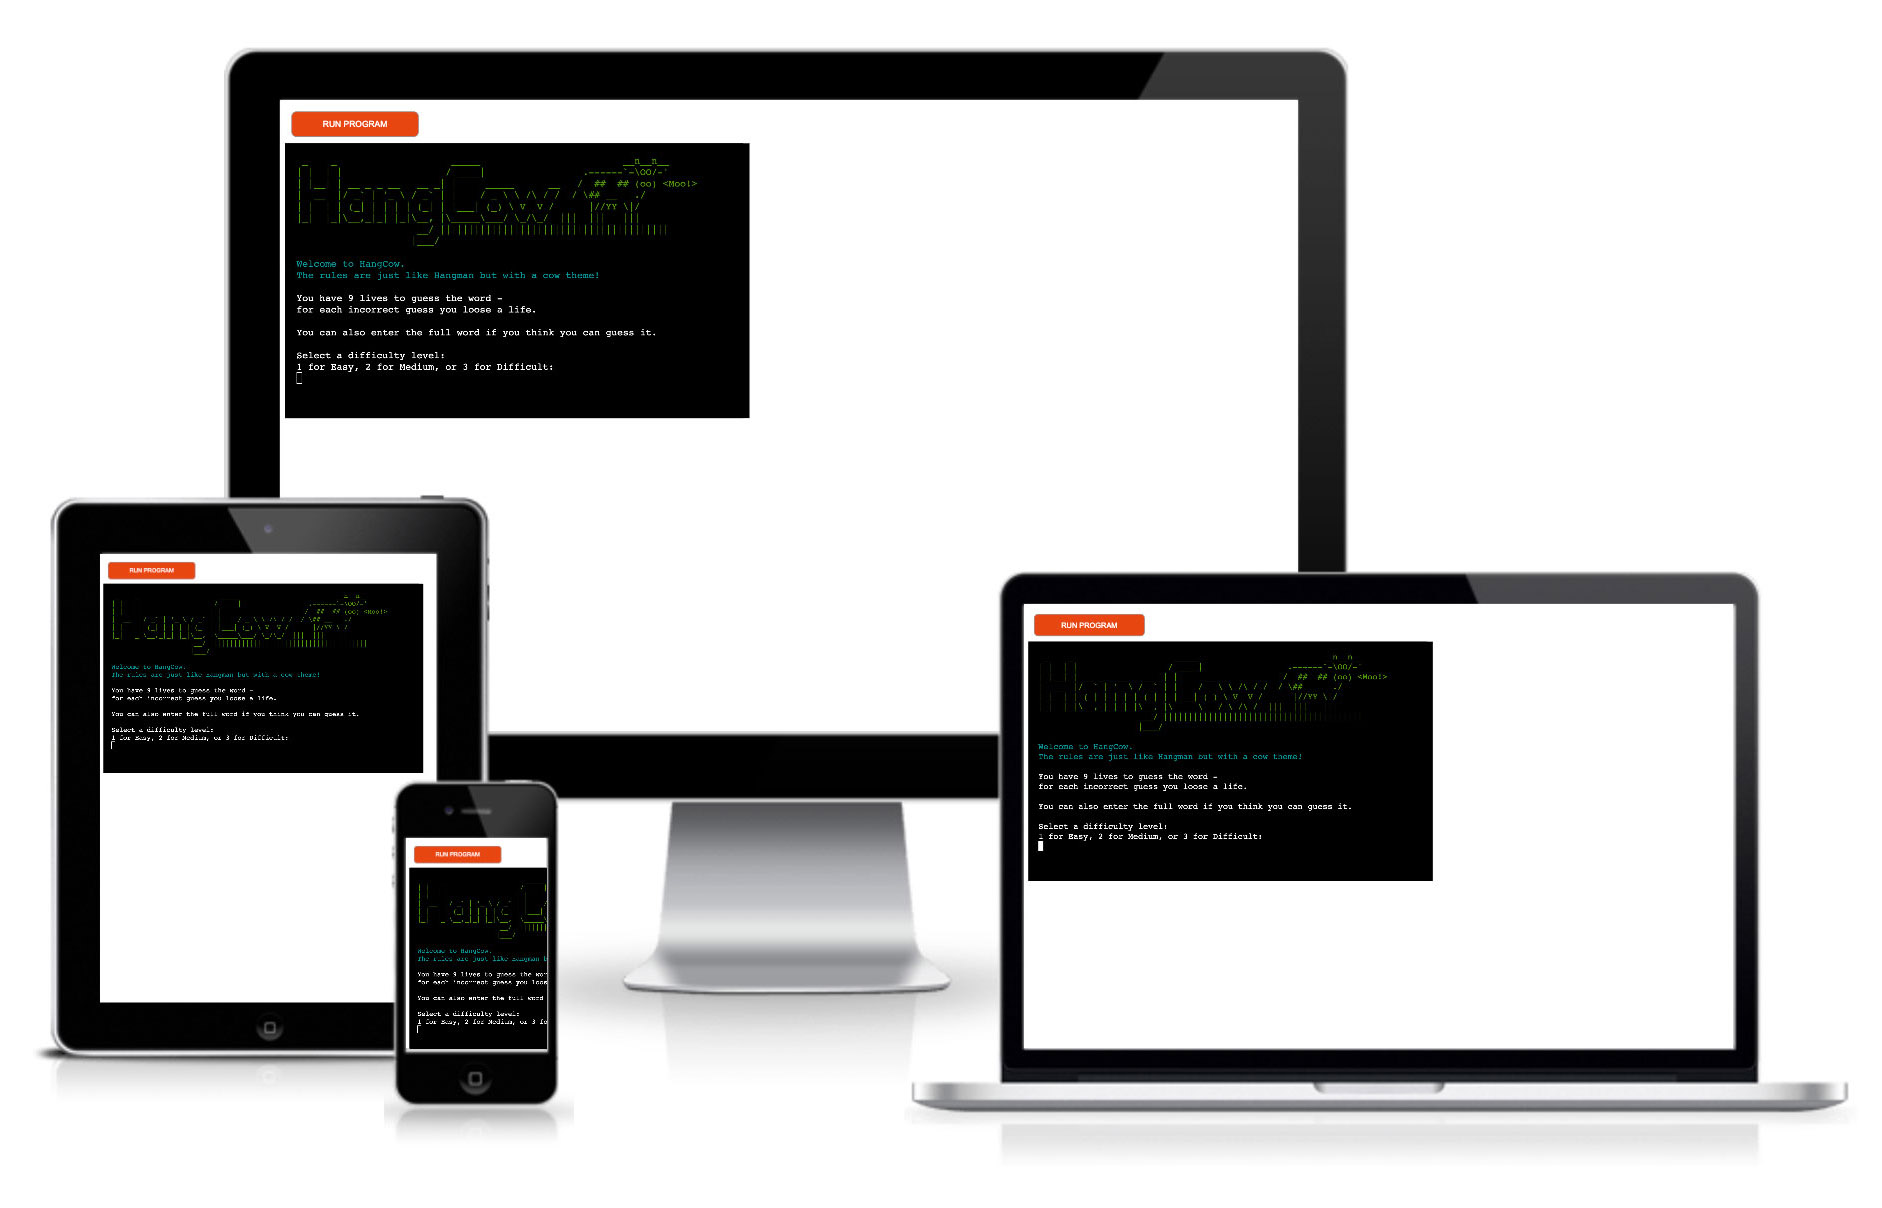 RUN PROGRAM
HangCow
<Moo!>
Welcome to HangCow.
The rules are just like Hangman but with a cow theme!
You have 9 lives to guess the word -
for each incorrect guess you loose a life.
You can also enter the full word if you think you can guess it.
Select a difficulty level:
1 for Easy, 2 for Medium, or 3 for Difficult:
RUN PROGRAM
HangCow
<Moo!>
Welcome to HangCow.
The rules are just like Hangman but with a cow theme!
You have 9 lives to guess the word -
for each incorrect guess you loose a life.
You can also enter the full word if you think you can guess it.
Select a difficulty level:
1 for Easy, 2 for Medium, or 3 for Difficult:
RUN PROGRAM
HangCow
<Moo!>
Welcome to HangCow.
The rules are just like Hangman but with a cow theme!
You have 9 lives to guess the word -
for each incorrect guess you loose a life.
You can also enter the full word if you think you can guess it.
Select a difficulty level:
1 for Easy, 2 for Medium, or 3 for Difficult:
RUN PROGRAM
Hang
Welcome to HangCow.
The rules are just like Hangman b
You have 9 lives to guess the wor
for each incorrect guess you loos
You can also enter the full word
Select a difficulty level:
1 for Easy, 2 for Medium, or 3 fo